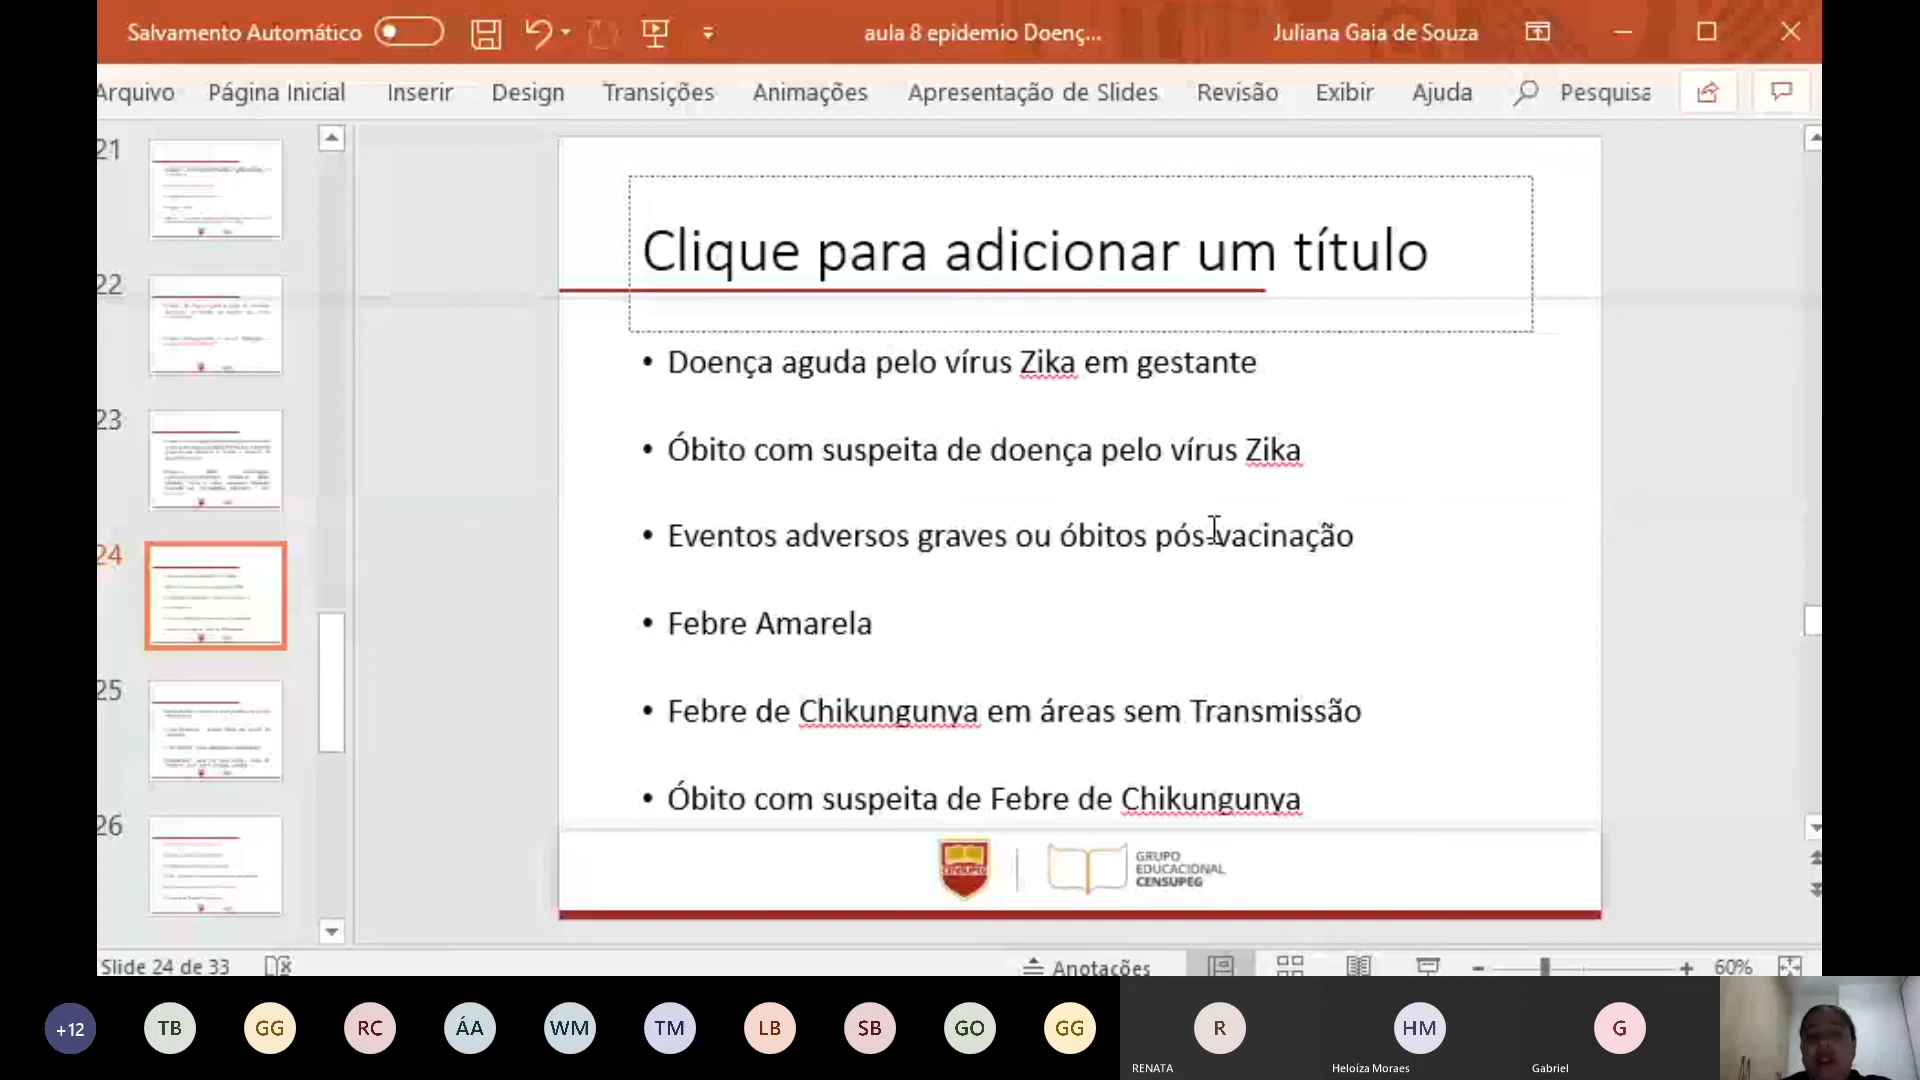 Salvamento Automático
aula 8 epidemio Doenç...
Juliana Gaia de Souza
Arquivo Página Inicial Inserir Design Transições Animações Apresentação de Slides Revisão Exibir Ajuda Pesquisa
21
22
23
24
25
26
Clique para adicionar um título
• Doença aguda pelo vírus Zika em gestante
• Óbito com suspeita de doença pelo vírus Zika
• Eventos adversos graves ou óbitos pós-vacinação
• Febre Amarela
• Febre de Chikungunya em áreas sem Transmissão
• Óbito com suspeita de Febre de Chikungunya
CENSUPEG
GRUPO
EDUCACIONAL
CENSUPEG
Slide 24 de 33
Anotações
60%
+12 TB GG RC ÁA WM TM LB SB GO GG R HM G
RENATA
Heloíza Moraes
Gabriel